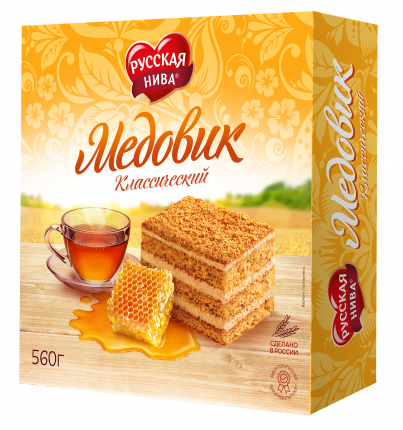 РУССКАЯ
НИВА®
Медовик
Классический
560г
СДЕЛАНО
В РОССИИ
Медовик
Классический
РУССКАЯ
НИВА®